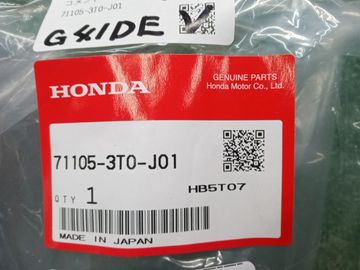 71105-3T0-J01
G SIDE
GENUINE PARTS
Honda Motor Co., Ltd.
HONDA
71105-3T0-J01
QTY 1
HB5T07
MADE IN JAPAN